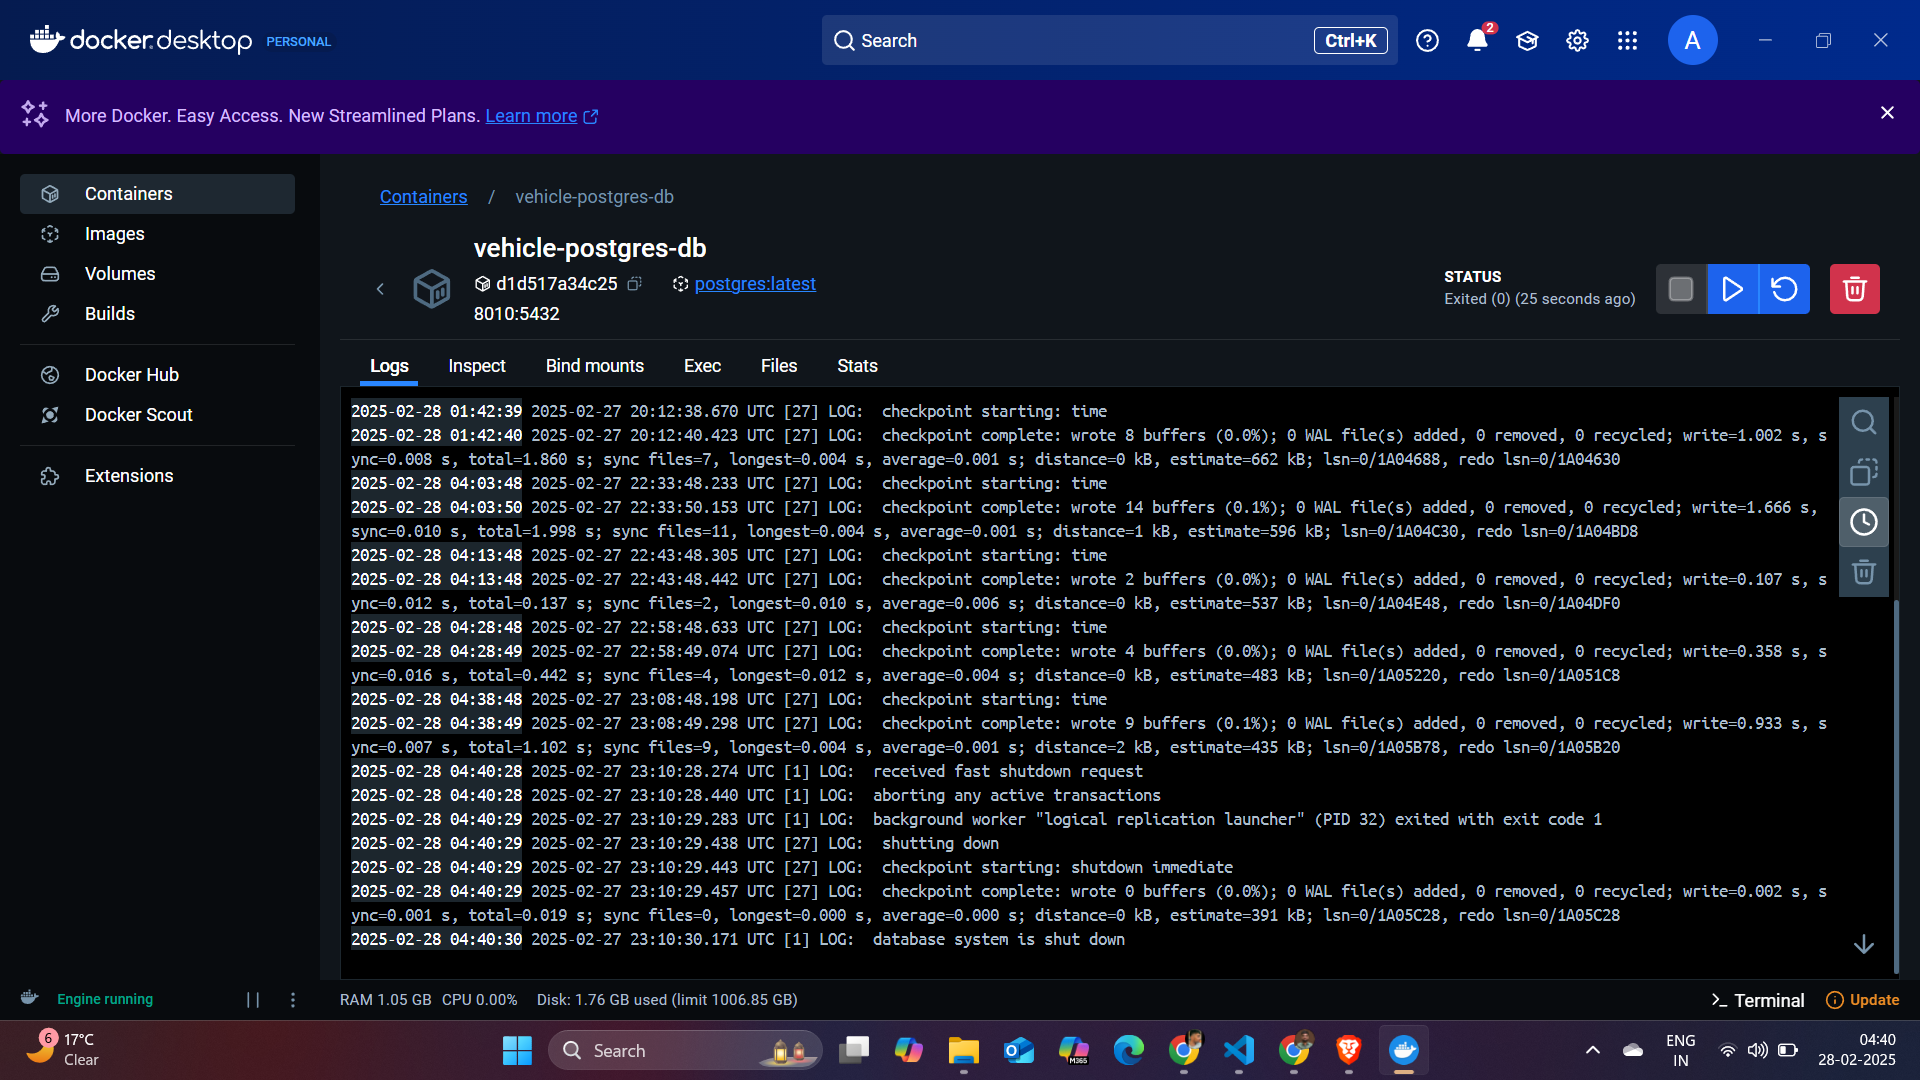 docker.desktop PERSONAL
Search
Ctrl+K
2
A
More Docker. Easy Access. New Streamlined Plans. Learn more
Containers
Images
Volumes
Builds
Docker Hub
Docker Scout
Extensions
Containers / vehicle-postgres-db
vehicle-postgres-db
d1d517a34c25 postgres:latest
8010:5432
STATUS
Exited (0) (25 seconds ago)
Logs Inspect Bind mounts Exec Files Stats
2025-02-28 01:42:39 2025-02-27 20:12:38.670 UTC [27] LOG:  checkpoint starting: time
2025-02-28 01:42:40 2025-02-27 20:12:40.423 UTC [27] LOG:  checkpoint complete: wrote 8 buffers (0.0%); 0 WAL file(s) added, 0 removed, 0 recycled; write=1.002 s, s
ync=0.008 s, total=1.860 s; sync files=7, longest=0.004 s, average=0.001 s; distance=0 kB, estimate=662 kB; lsn=0/1A04688, redo lsn=0/1A04630
2025-02-28 04:03:48 2025-02-27 22:33:48.233 UTC [27] LOG:  checkpoint starting: time
2025-02-28 04:03:50 2025-02-27 22:33:50.153 UTC [27] LOG:  checkpoint complete: wrote 14 buffers (0.1%); 0 WAL file(s) added, 0 removed, 0 recycled; write=1.666 s,
sync=0.010 s, total=1.998 s; sync files=11, longest=0.004 s, average=0.001 s; distance=1 kB, estimate=596 kB; lsn=0/1A04C30, redo lsn=0/1A04BD8
2025-02-28 04:13:48 2025-02-27 22:43:48.305 UTC [27] LOG:  checkpoint starting: time
2025-02-28 04:13:48 2025-02-27 22:43:48.442 UTC [27] LOG:  checkpoint complete: wrote 2 buffers (0.0%); 0 WAL file(s) added, 0 removed, 0 recycled; write=0.107 s, s
ync=0.012 s, total=0.137 s; sync files=2, longest=0.010 s, average=0.006 s; distance=0 kB, estimate=537 kB; lsn=0/1A04E48, redo lsn=0/1A04DF0
2025-02-28 04:28:48 2025-02-27 22:58:48.633 UTC [27] LOG:  checkpoint starting: time
2025-02-28 04:28:49 2025-02-27 22:58:49.074 UTC [27] LOG:  checkpoint complete: wrote 4 buffers (0.0%); 0 WAL file(s) added, 0 removed, 0 recycled; write=0.358 s, s
ync=0.016 s, total=0.442 s; sync files=4, longest=0.012 s, average=0.004 s; distance=0 kB, estimate=483 kB; lsn=0/1A05220, redo lsn=0/1A051C8
2025-02-28 04:38:48 2025-02-27 23:08:48.198 UTC [27] LOG:  checkpoint starting: time
2025-02-28 04:38:49 2025-02-27 23:08:49.298 UTC [27] LOG:  checkpoint complete: wrote 9 buffers (0.1%); 0 WAL file(s) added, 0 removed, 0 recycled; write=0.933 s, s
ync=0.007 s, total=1.102 s; sync files=9, longest=0.004 s, average=0.001 s; distance=2 kB, estimate=435 kB; lsn=0/1A05B78, redo lsn=0/1A05B20
2025-02-28 04:40:28 2025-02-27 23:10:28.274 UTC [1] LOG:  received fast shutdown request
2025-02-28 04:40:28 2025-02-27 23:10:28.440 UTC [1] LOG:  aborting any active transactions
2025-02-28 04:40:29 2025-02-27 23:10:29.283 UTC [1] LOG:  background worker "logical replication launcher" (PID 32) exited with exit code 1
2025-02-28 04:40:29 2025-02-27 23:10:29.438 UTC [27] LOG:  shutting down
2025-02-28 04:40:29 2025-02-27 23:10:29.443 UTC [27] LOG:  checkpoint starting: shutdown immediate
2025-02-28 04:40:29 2025-02-27 23:10:29.457 UTC [27] LOG:  checkpoint complete: wrote 0 buffers (0.0%); 0 WAL file(s) added, 0 removed, 0 recycled; write=0.002 s, s
ync=0.001 s, total=0.019 s; sync files=0, longest=0.000 s, average=0.000 s; distance=0 kB, estimate=391 kB; lsn=0/1A05C28, redo lsn=0/1A05C28
2025-02-28 04:40:30 2025-02-27 23:10:30.171 UTC [1] LOG:  database system is shut down
Engine running
RAM 1.05 GB CPU 0.00% Disk: 1.76 GB used (limit 1006.85 GB)
Terminal
Update
6
17°C
Clear
Search
M365
ENG
IN
04:40
28-02-2025